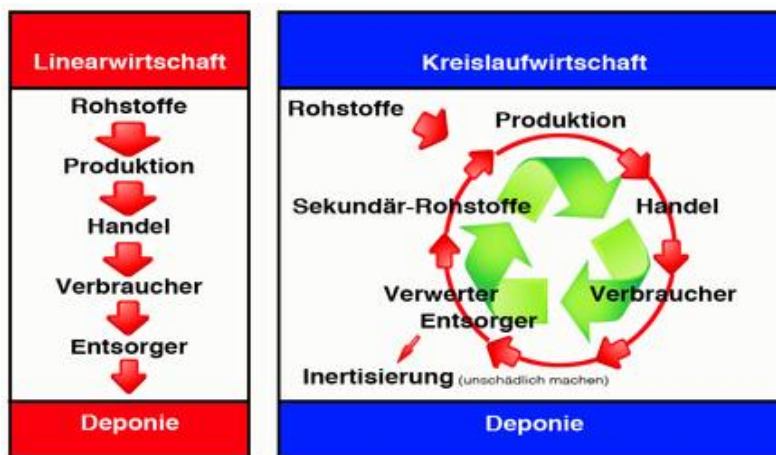 Linearwirtschaft
Rohstoffe
Produktion
Handel
Verbraucher
Entsorger
Deponie
Kreislaufwirtschaft
Rohstoffe
Produktion
Sekundär-Rohstoffe
Handel
Verwerter
Verbraucher
Entsorger
Inertisierung (unschädlich machen)
Deponie